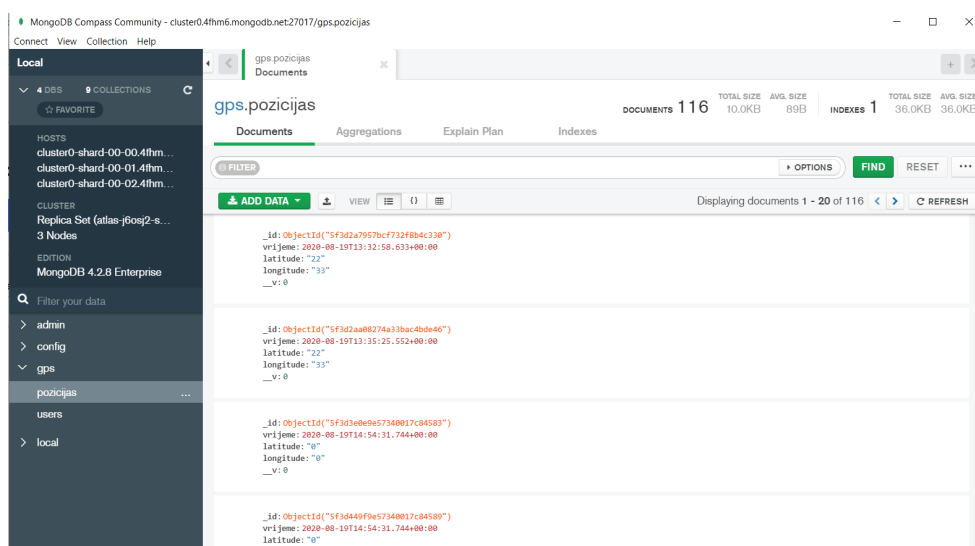 MongoDB Compass Community - cluster0.4fhm6.mongodb.net:27017/gps.pozicijas
Connect View Collection Help
Local
4 DBS 9 COLLECTIONS
FAVORITE
HOSTS
cluster0-shard-00-00.4fhm...
cluster0-shard-00-01.4fhm...
cluster0-shard-00-02.4fhm...
CLUSTER
Replica Set (atlas-j6osj2-s...
3 Nodes
EDITION
MongoDB 4.2.8 Enterprise
Filter your data
admin
config
gps
pozicijas ...
users
local
gps.pozicijas
Documents
gps.pozicijas
DOCUMENTS 116 TOTAL SIZE 10.0KB AVG. SIZE 89B INDEXES 1 TOTAL SIZE 36.0KB AVG. SIZE 36.0KB
Documents Aggregations Explain Plan Indexes
FILTER OPTIONS FIND RESET ...
ADD DATA VIEW {} Displaying documents 1 - 20 of 116 < > REFRESH
_id:ObjectId("5f3d2a7957bcf732f8b4c330")
vrijeme:2020-08-19T13:32:58.633+00:00
latitude:"22"
longitude:"33"
__v:0
_id:ObjectId("5f3d2aa08274a33bac4bde46")
vrijeme:2020-08-19T13:35:25.552+00:00
latitude:"22"
longitude:"33"
__v:0
_id:ObjectId("5f3d3e0e9e57340017c84583")
vrijeme:2020-08-19T14:54:31.744+00:00
latitude:"0"
longitude:"0"
__v:0
_id:ObjectId("5f3d449f9e57340017c84589")
vrijeme:2020-08-19T14:54:31.744+00:00
latitude:"0"